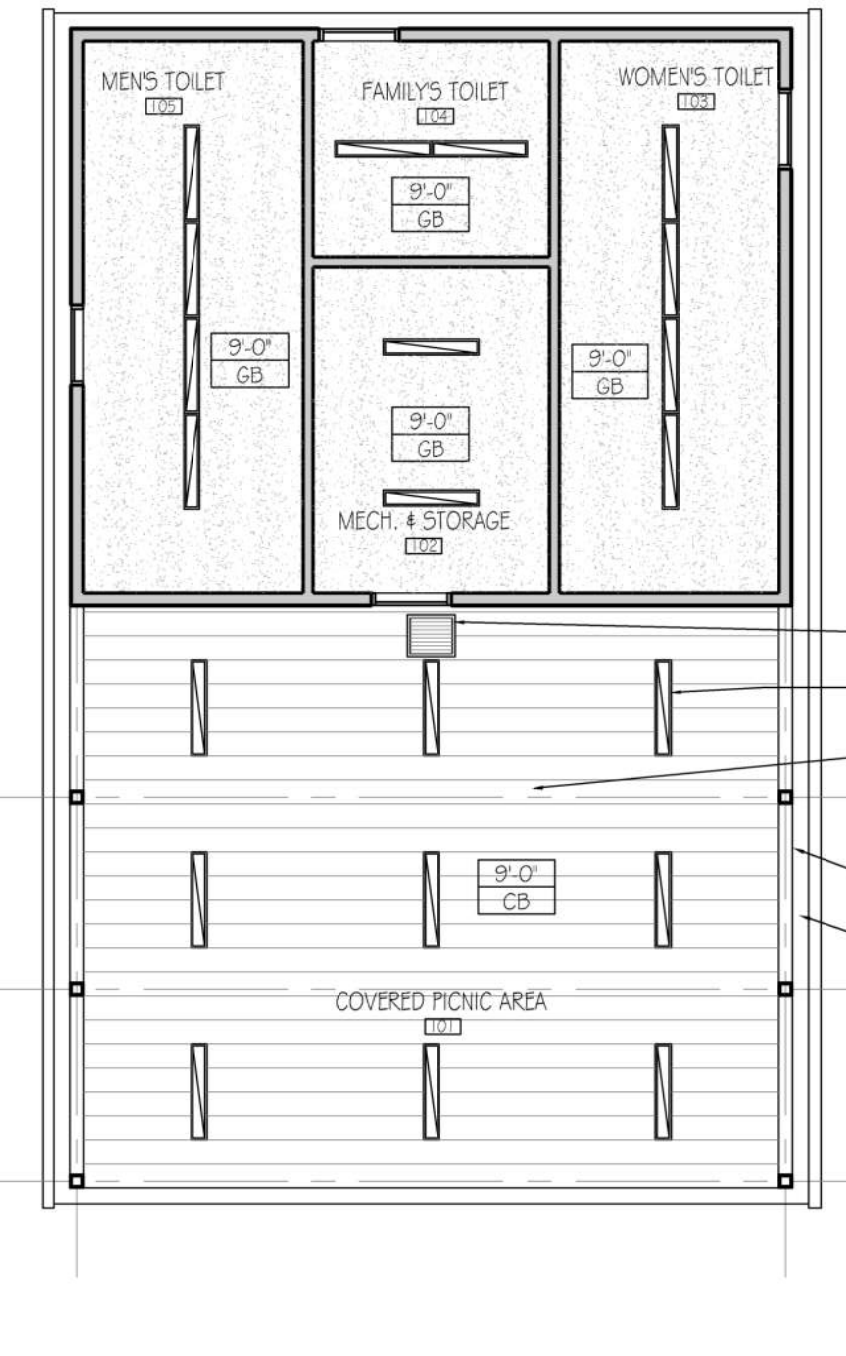 MEN'S TOILET
105
FAMILY'S TOILET
104
WOMEN'S TOILET
103
9'-0"
GB
9'-0"
GB
9'-0"
GB
9'-0"
GB
MECH. & STORAGE
102
9'-0"
CB
COVERED PICNIC AREA
101